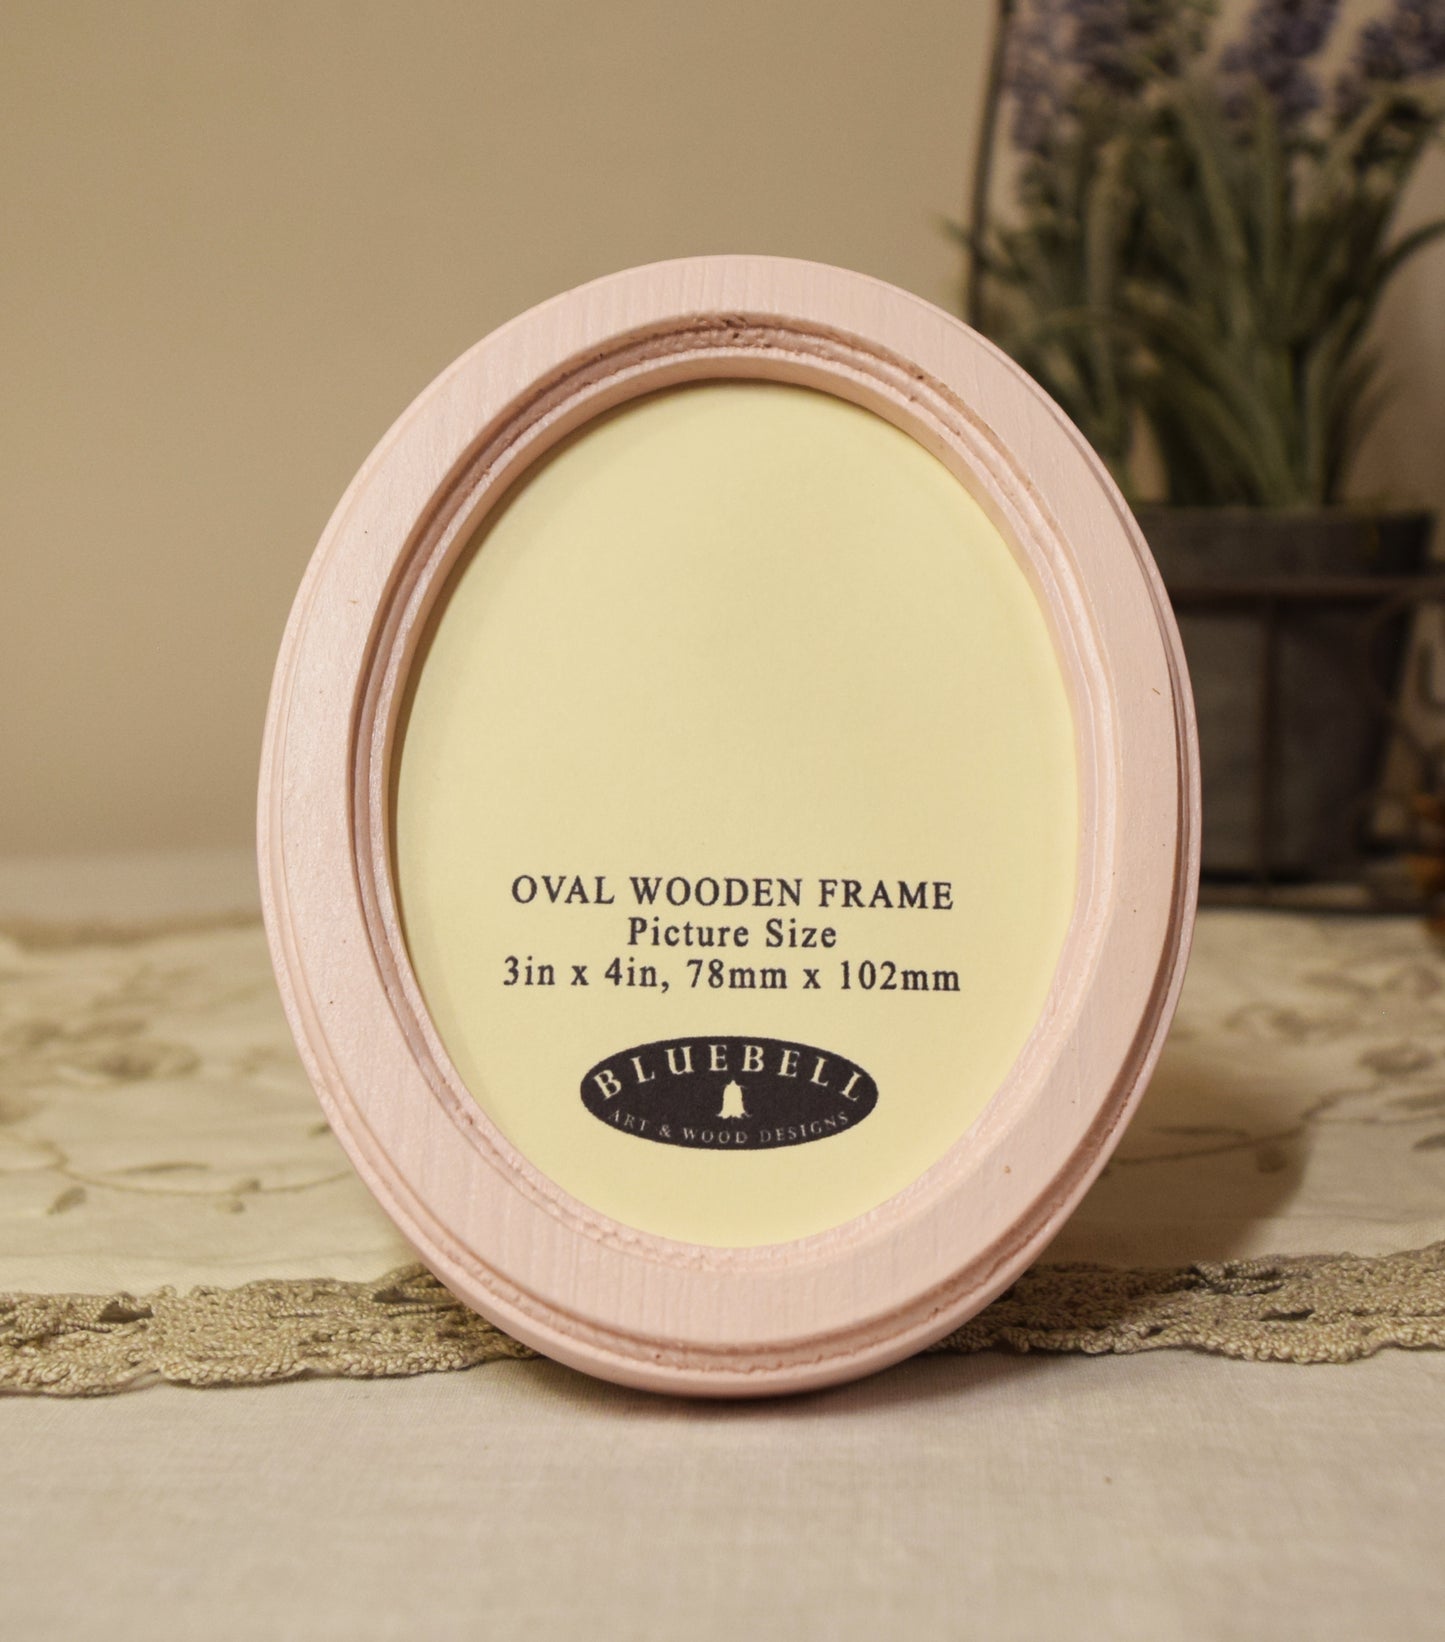 OVAL WOODEN FRAME
Picture Size
3in x 4in, 78mm x 102mm
BLUEBELL
ART & WOOD DESIGNS